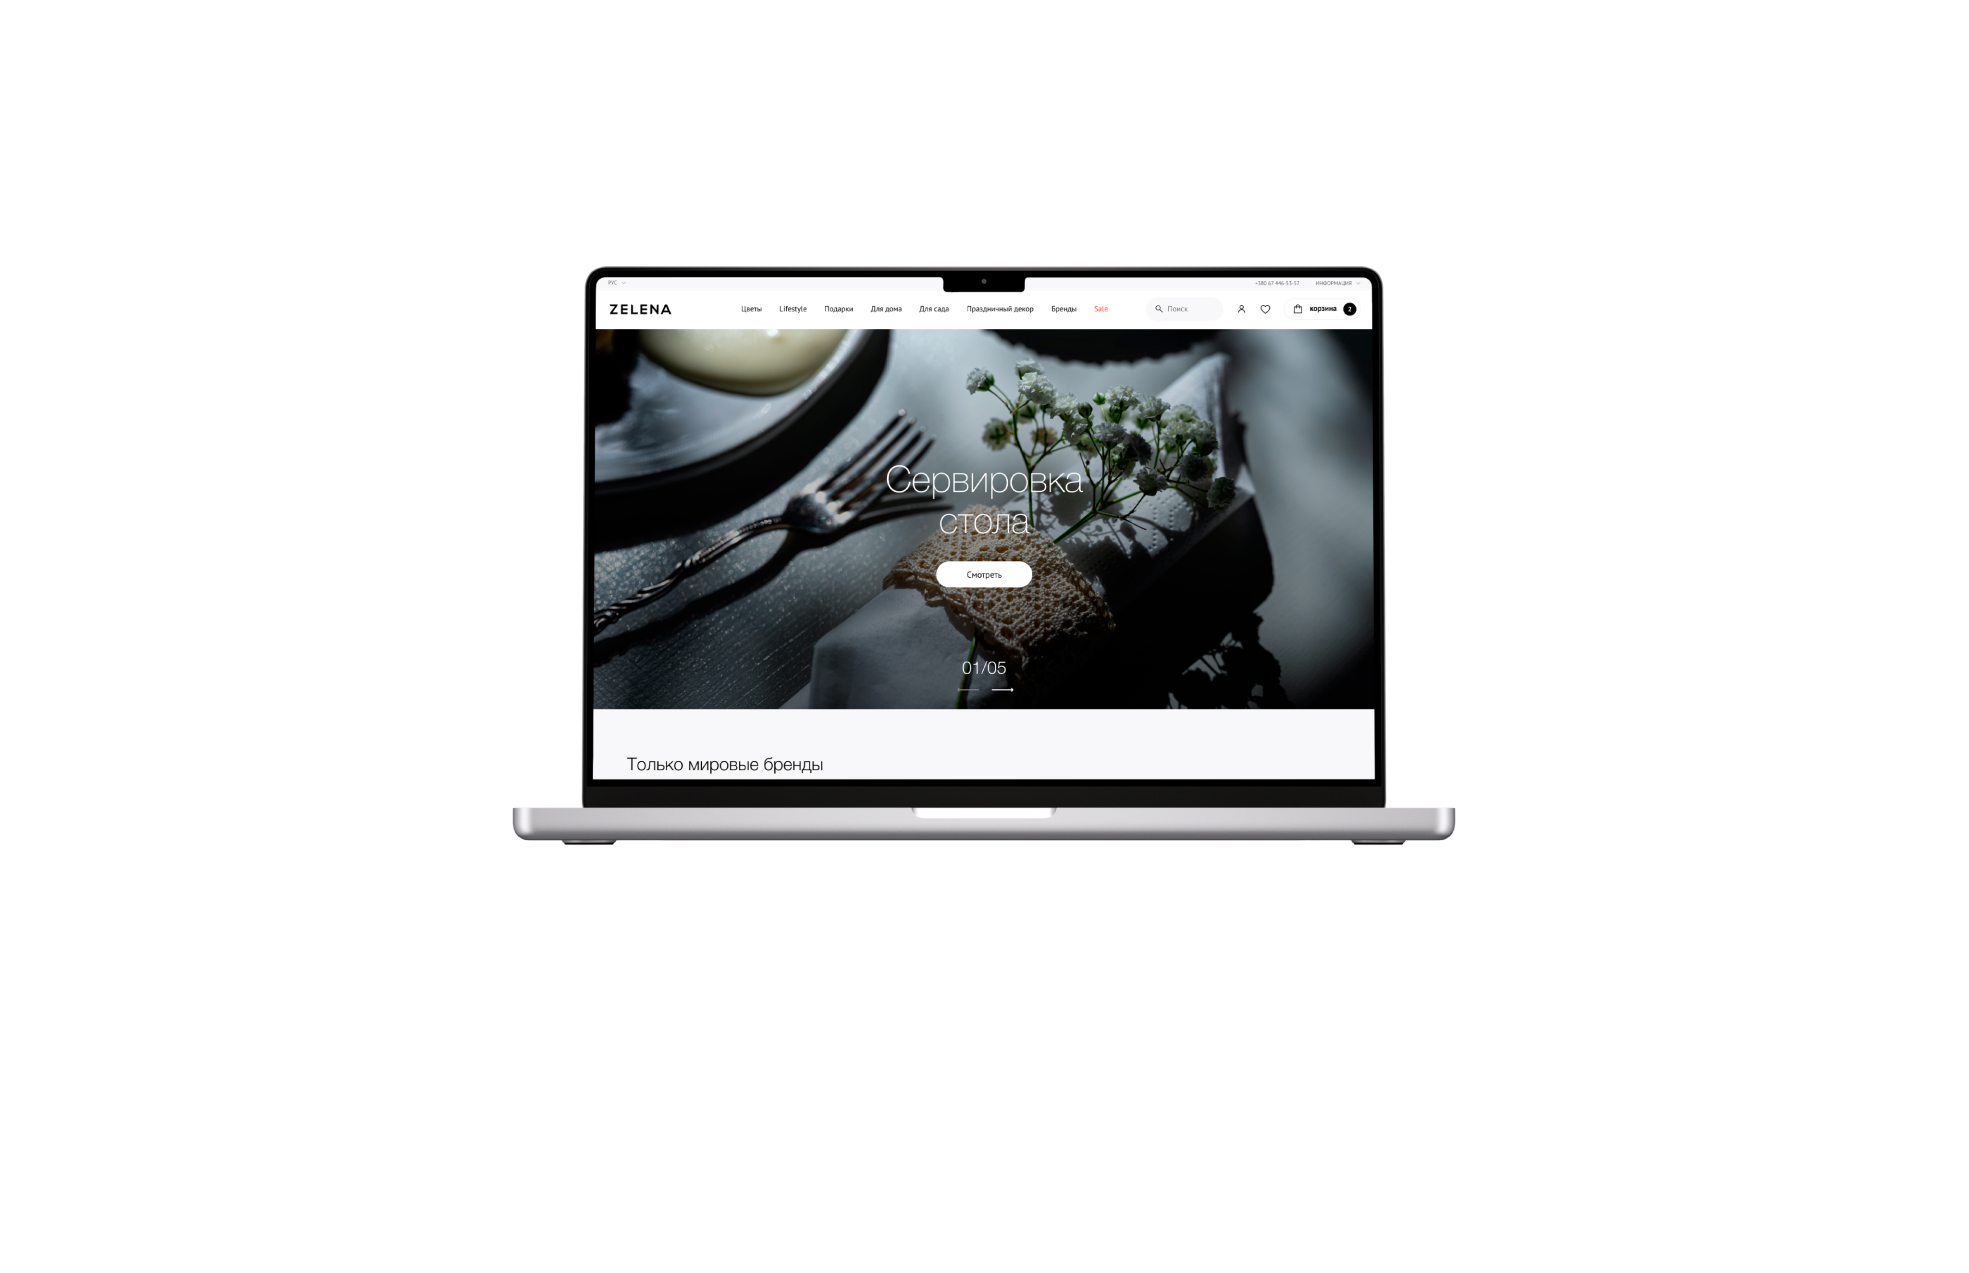 РУС
+380 67 446-53-57
ИНФОРМАЦИЯ
ZELENA
Цветы
Lifestyle
Подарки
Для дома
Для сада
Праздничный декор
Бренды
Sale
Поиск
корзина
2
Сервировка
стола
Смотреть
01/05
Только мировые бренды